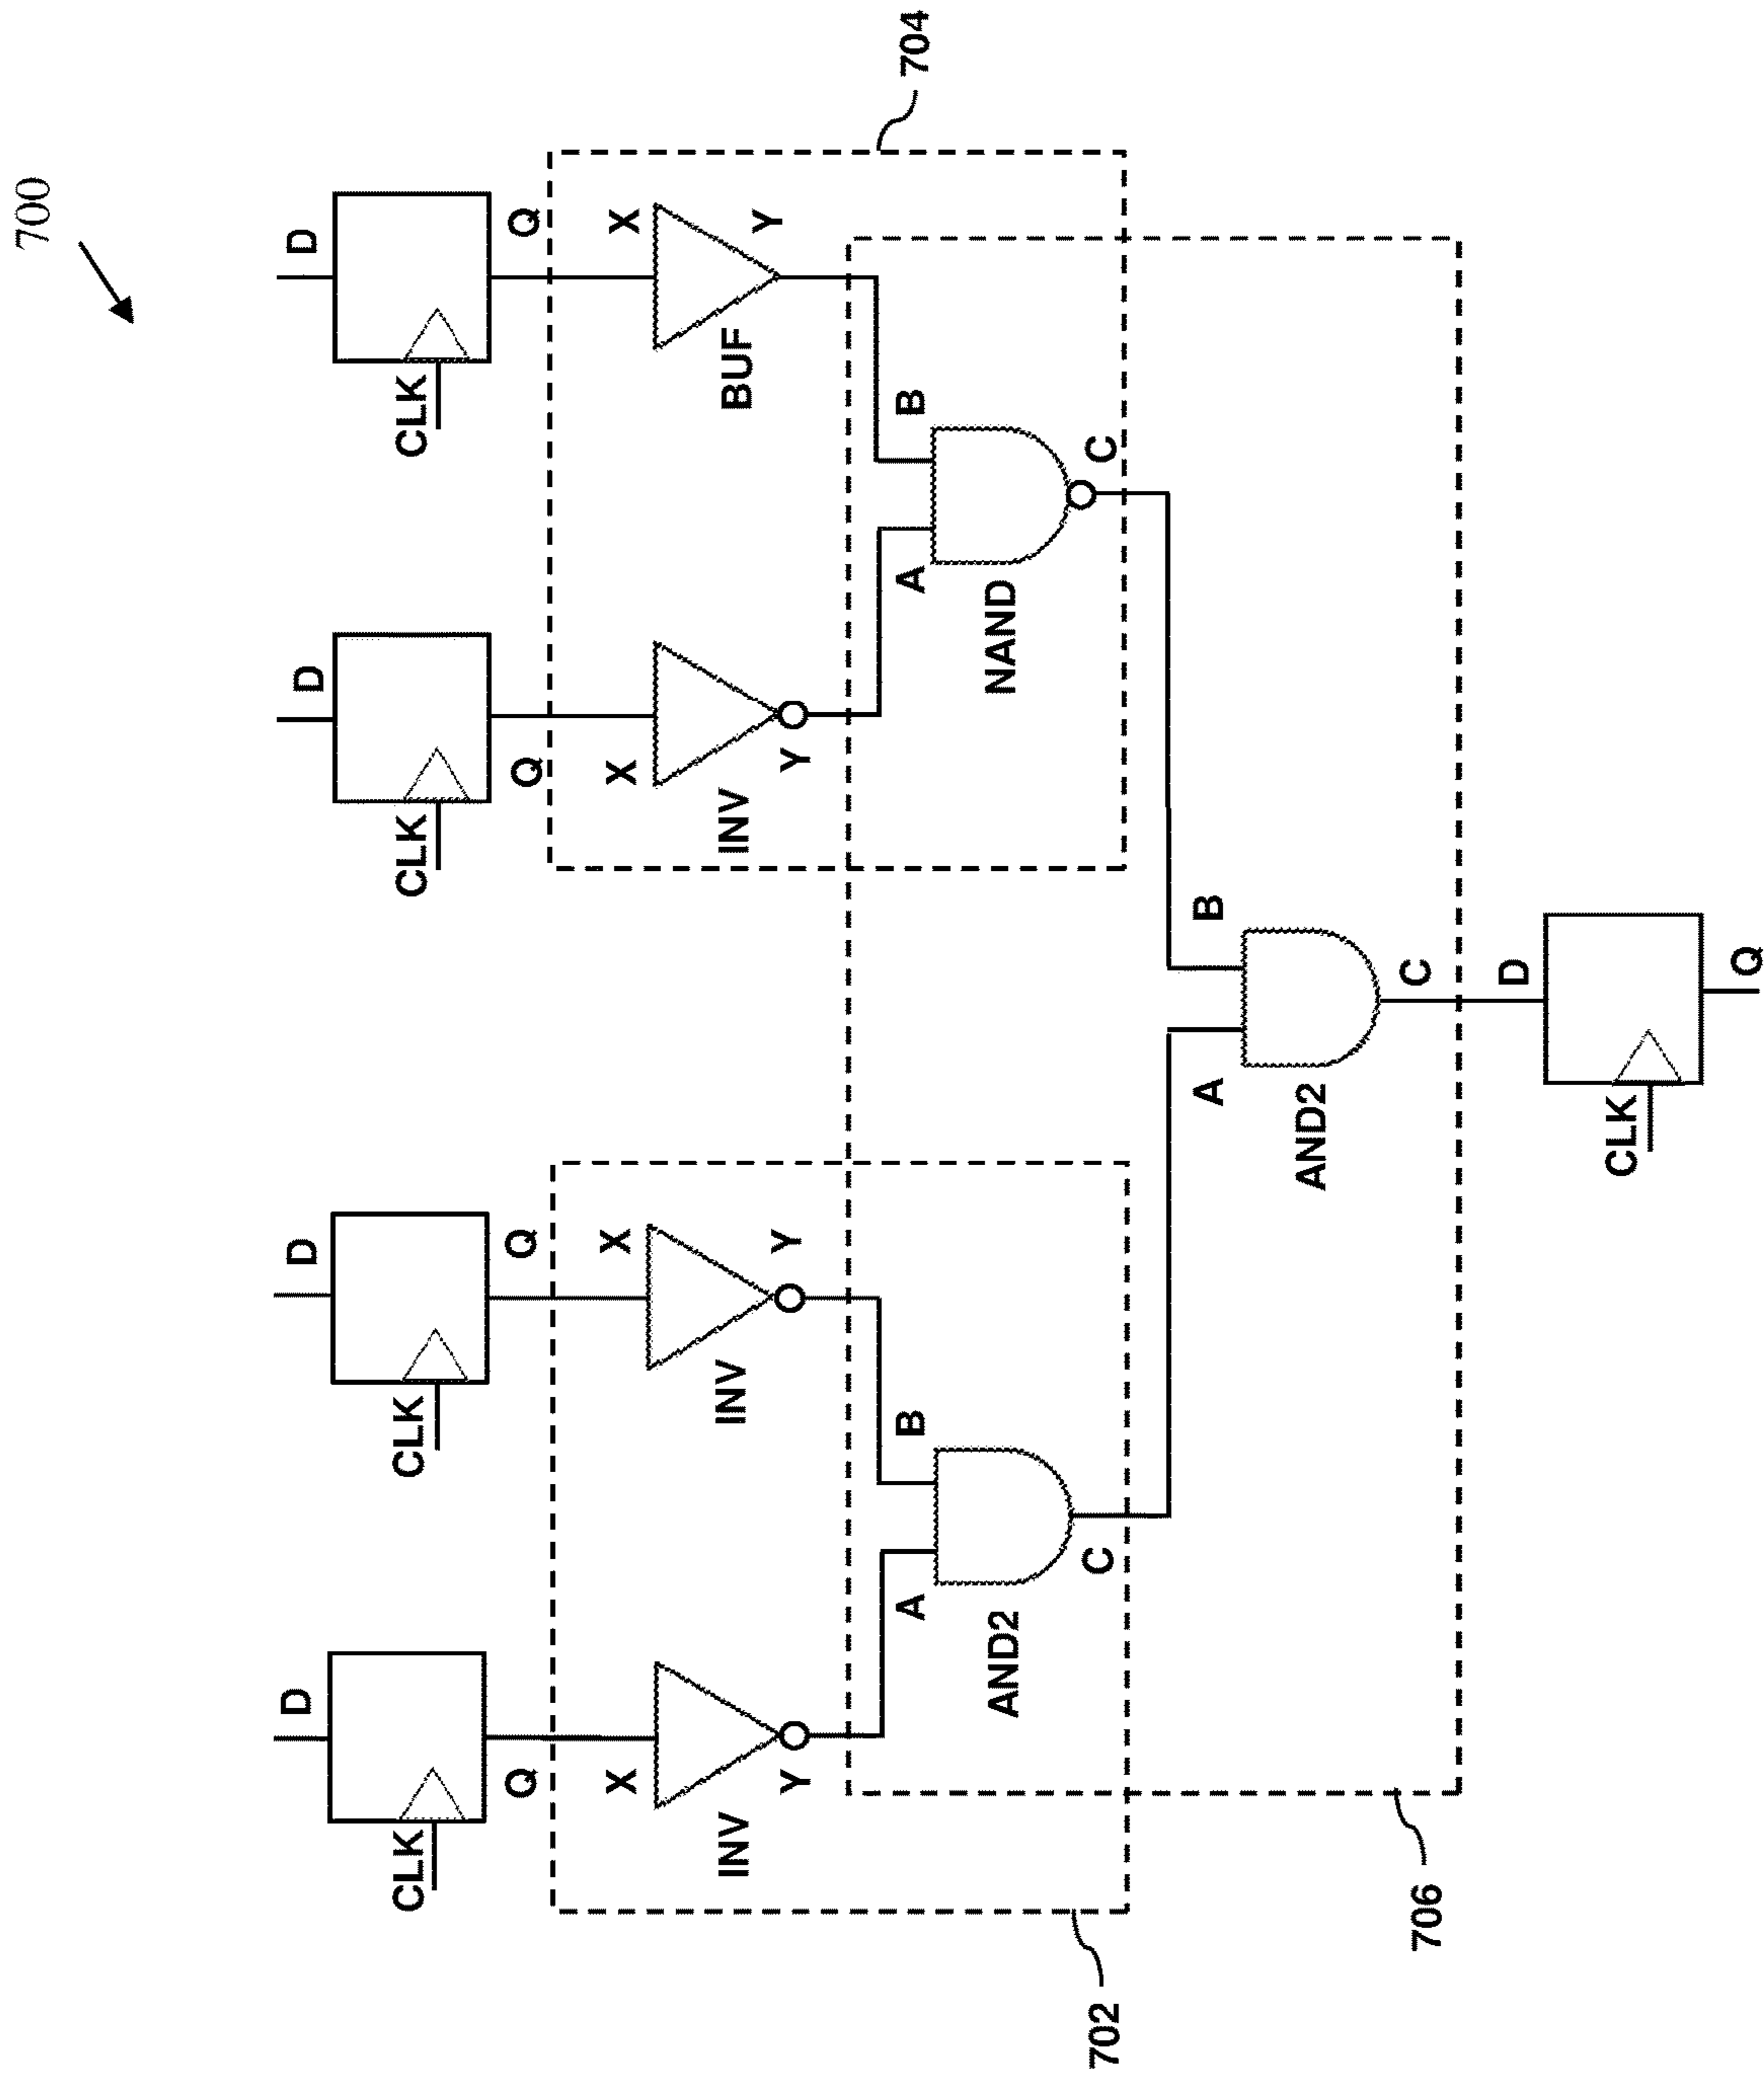 700
704
D
D
D
D
CLK
CLK
CLK
CLK
Q
Q
Q
Q
X
X
X
X
INV
INV
INV
BUF
Y
Y
Y
Y
A
B
A
B
AND2
NAND
C
C
702
A
B
AND2
C
706
D
CLK
Q